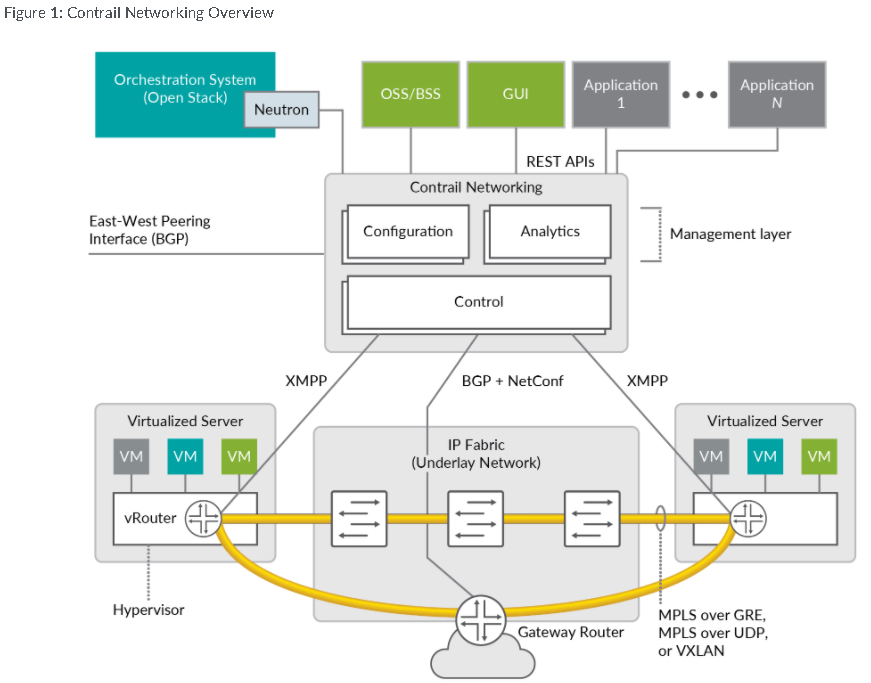 Figure 1: Contrail Networking Overview
Orchestration System
(Open Stack)
Neutron
OSS/BSS
GUI
Application
1
Application
N
REST APIs
Contrail Networking
Configuration
Analytics
Management layer
East-West Peering
Interface (BGP)
Control
XMPP
BGP + NetConf
XMPP
Virtualized Server
VM
VM
VM
vRouter
Hypervisor
IP Fabric
(Underlay Network)
Virtualized Server
VM
VM
VM
Gateway Router
MPLS over GRE,
MPLS over UDP,
or VXLAN